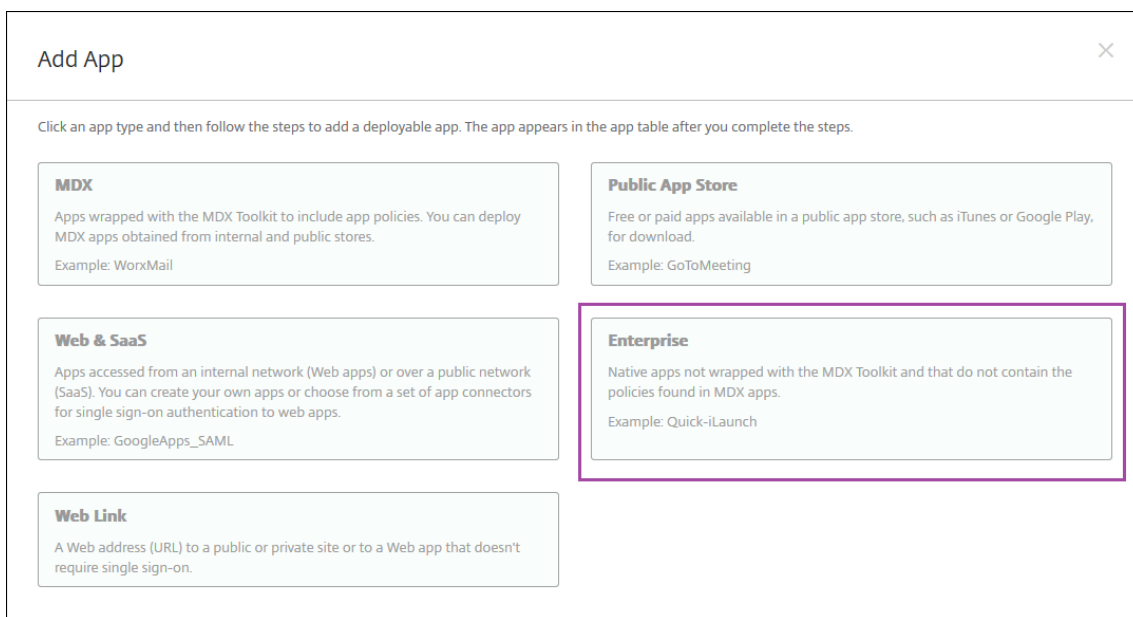 Add App
Click an app type and then follow the steps to add a deployable app. The app appears in the app table after you complete the steps.
MDX
Apps wrapped with the MDX Toolkit to include app policies. You can deploy
MDX apps obtained from internal and public stores.
Example: WorxMail
Public App Store
Free or paid apps available in a public app store, such as iTunes or Google Play,
for download.
Example: GoToMeeting
Web & SaaS
Apps accessed from an internal network (Web apps) or over a public network
(SaaS). You can create your own apps or choose from a set of app connectors
for single sign-on authentication to web apps.
Example: GoogleApps_SAML
Enterprise
Native apps not wrapped with the MDX Toolkit and that do not contain the
policies found in MDX apps.
Example: Quick-iLaunch
Web Link
A Web address (URL) to a public or private site or to a Web app that doesn't
require single sign-on.